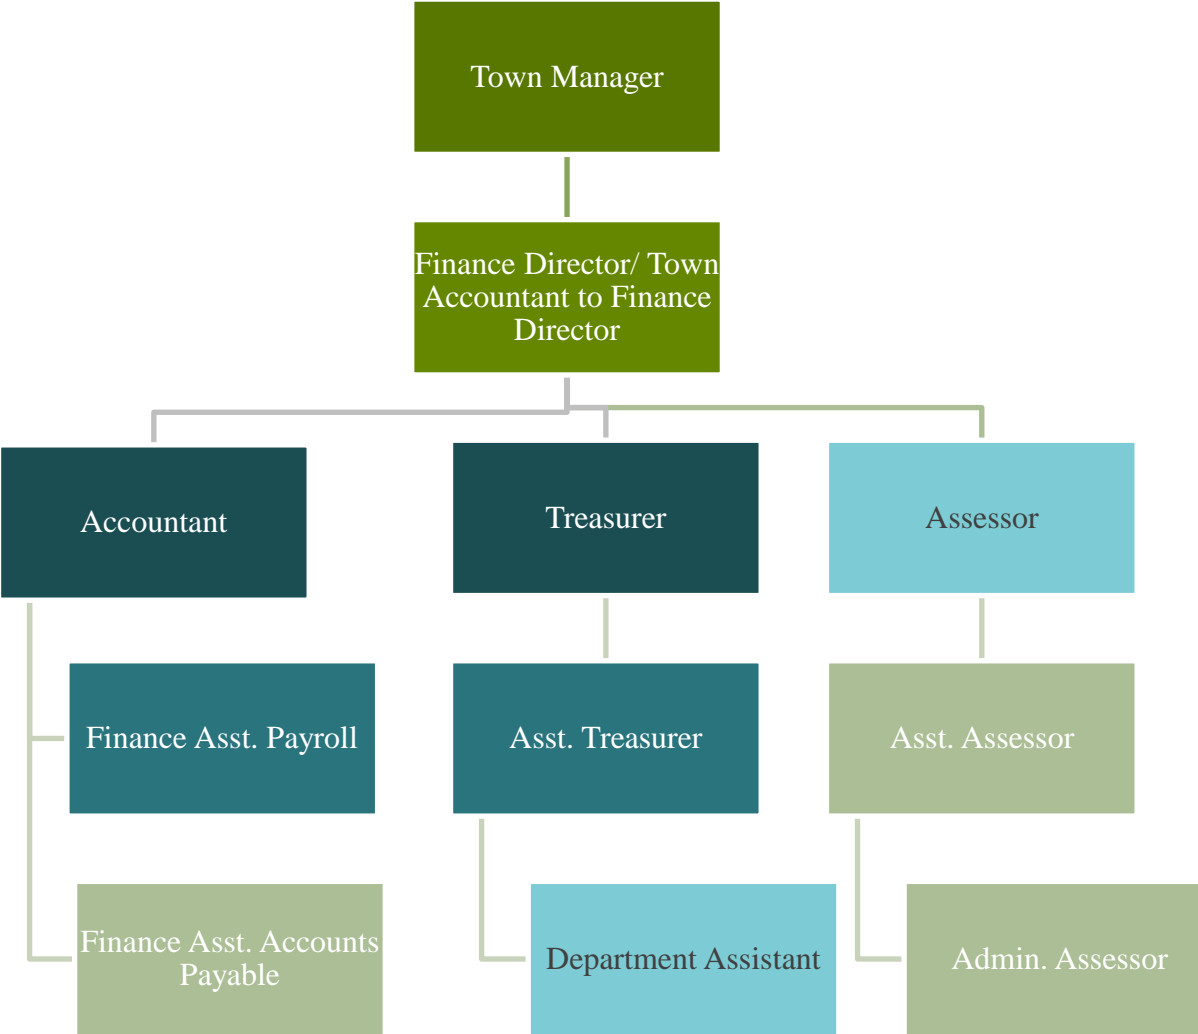 Town Manager
Finance Director/ Town
Accountant to Finance
Director
Accountant
Treasurer
Assessor
Finance Asst. Payroll
Asst. Treasurer
Asst. Assessor
Finance Asst. Accounts
Payable
Department Assistant
Admin. Assessor